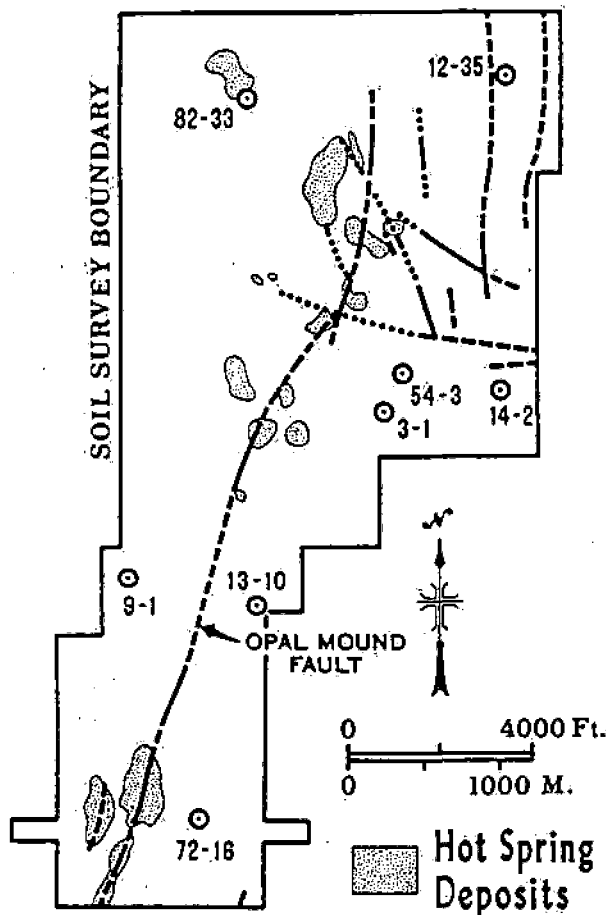 12-35
82-33
SOIL SURVEY BOUNDARY
54-3
14-2
3-1
N
9-1
13-10
OPAL MOUND
FAULT
0 4000 Ft.
0 1000 M.
72-16
Hot Spring
Deposits